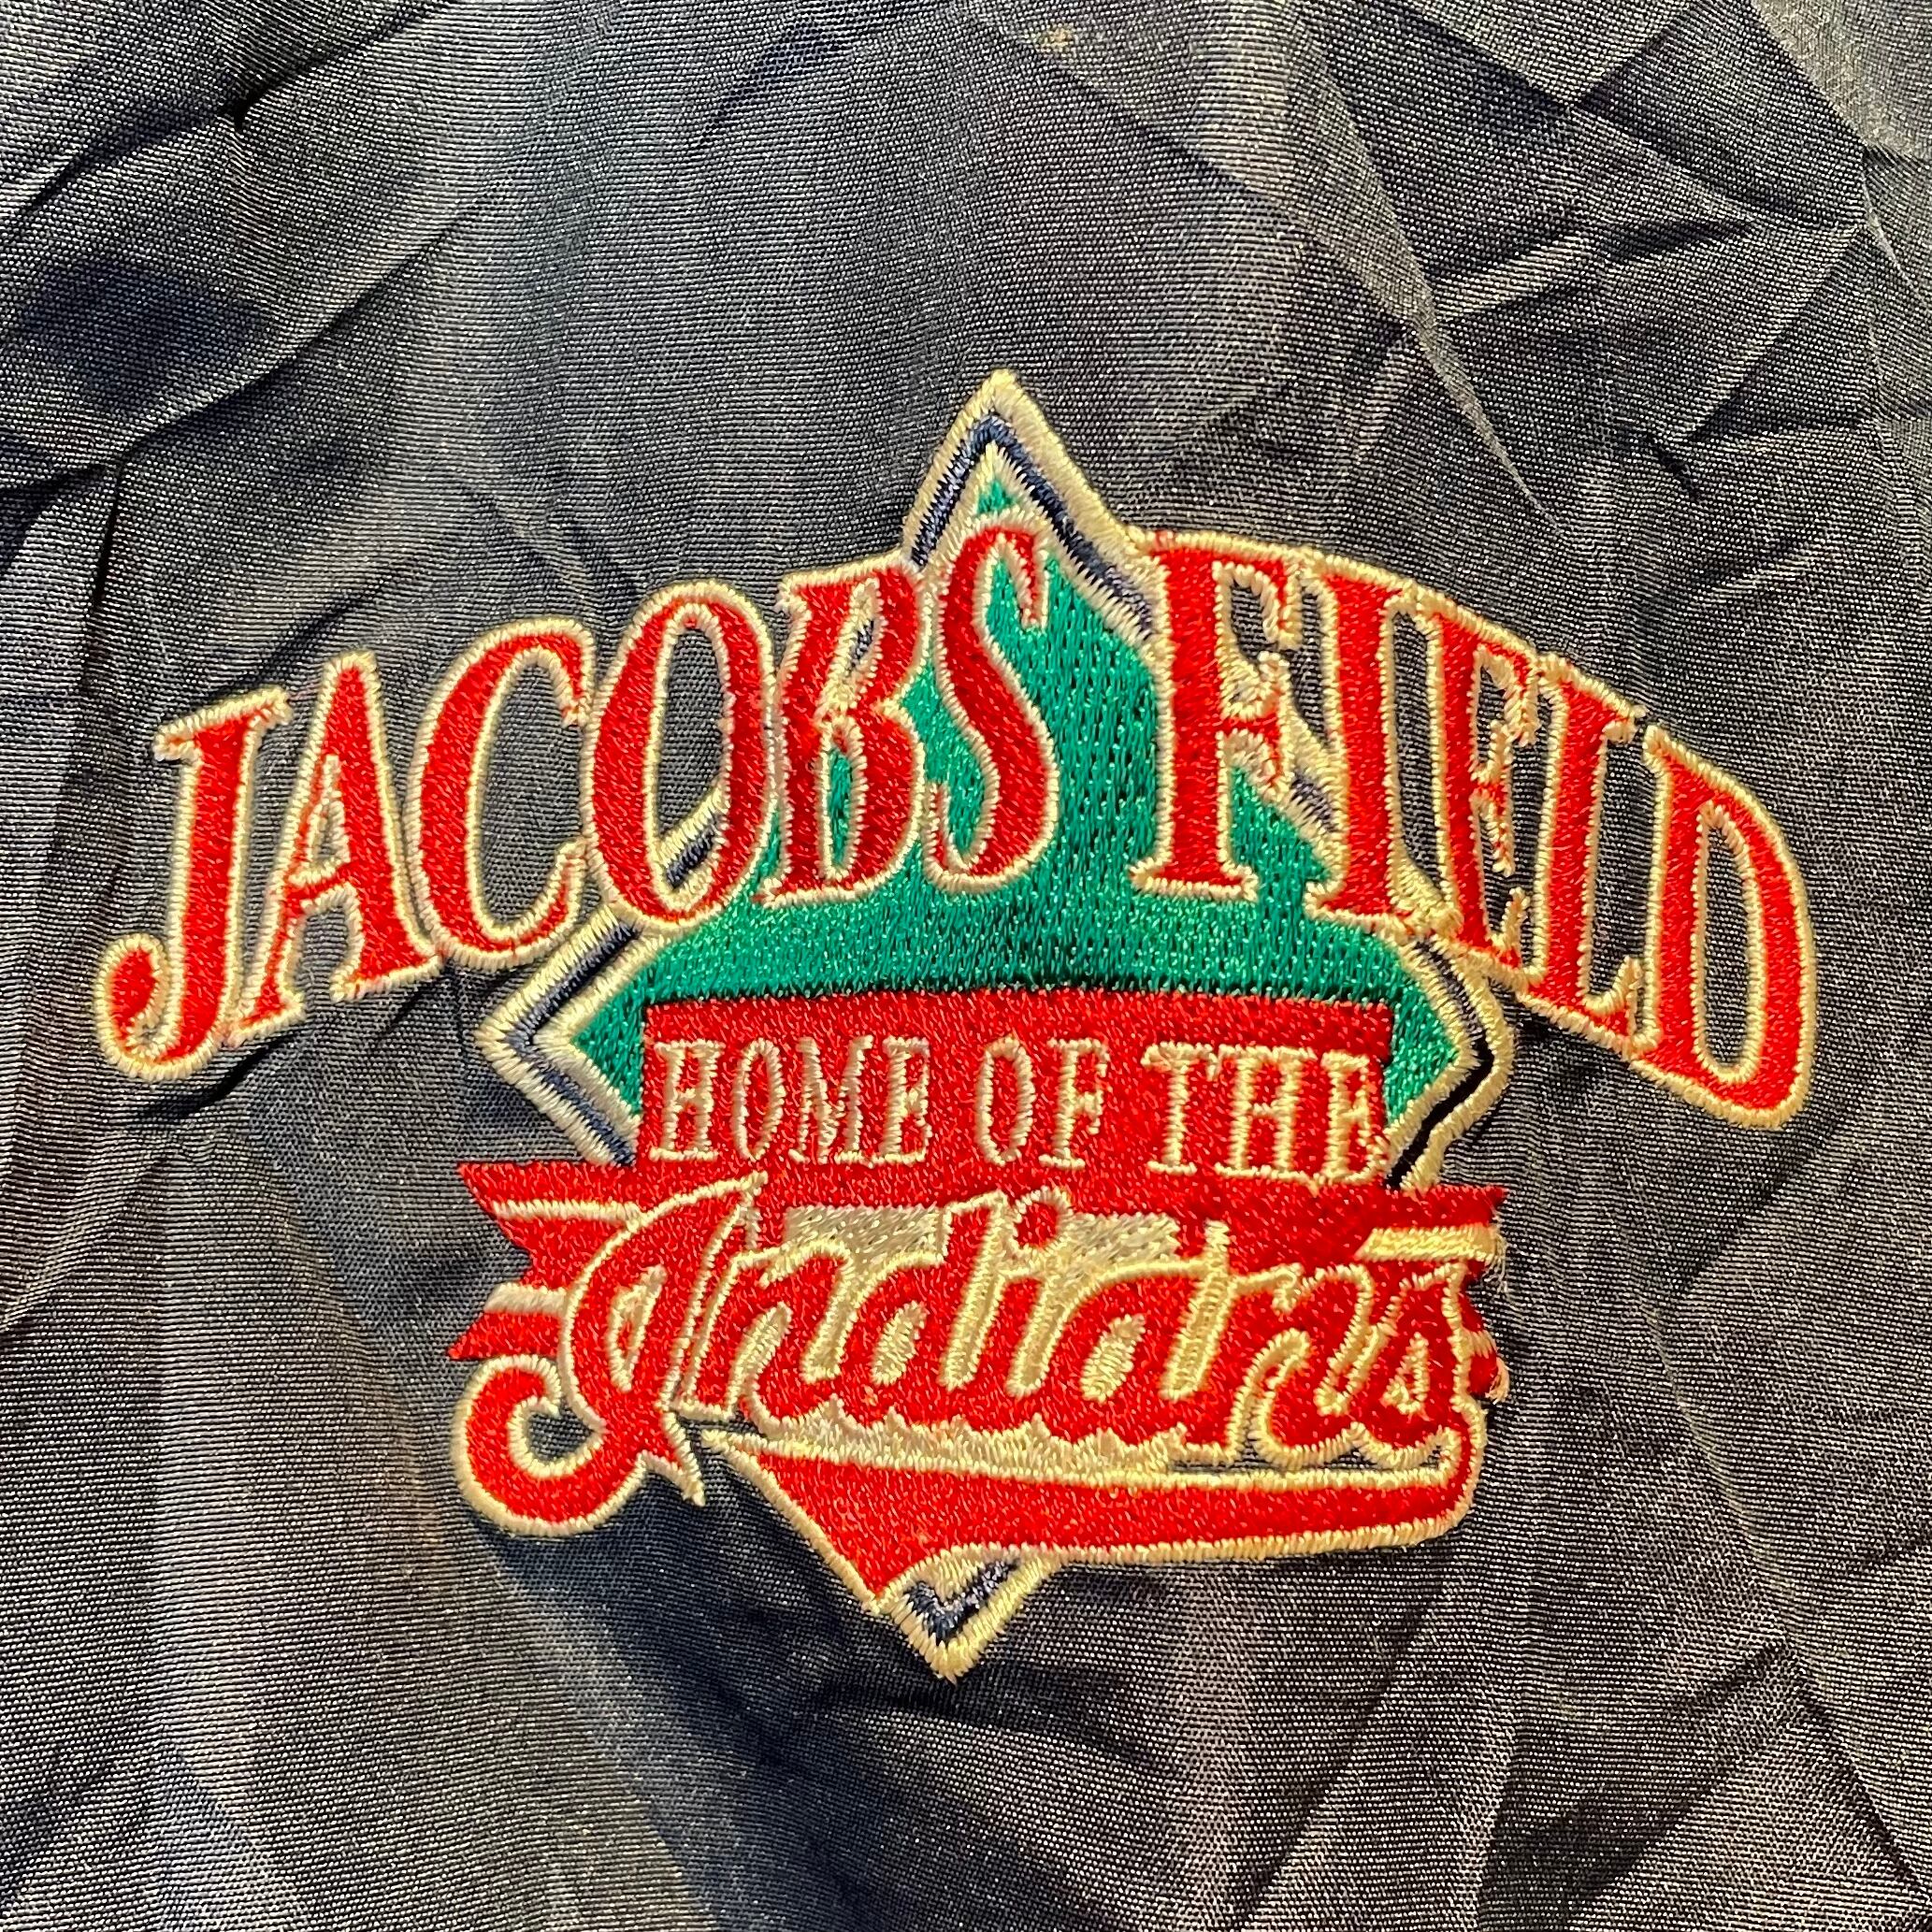 JACOBS FIELD
HOME OF THE
Indians